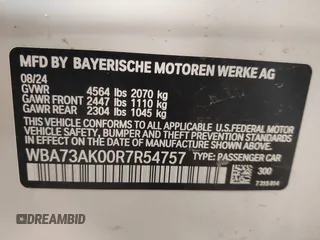 MFD BY BAYERISCHE MOTOREN WERKE AG
08/24
GVWR 4564 lbs 2070 kg
GAWR FRONT 2447 lbs 1110 kg
GAWR REAR 2304 lbs 1045 kg
THIS VEHICLE CONFORMS TO ALL APPLICABLE
U.S. FEDERAL MOTOR VEHICLE SAFETY, BUMPER,
AND THEFT PREVENTION STANDARDS IN EFFECT
ON THE DATE OF MANUFACTURE SHOWN ABOVE.
WBA73AK00R7R54757 TYPE: PASSENGER CAR
300
AUTOBIDMASTER